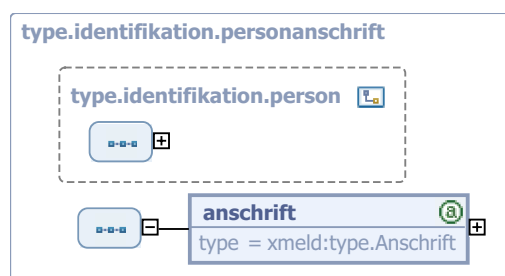 type.identifikation.personanschrift
type.identifikation.person
anschrift
a
type = xmeld:type.Anschrift